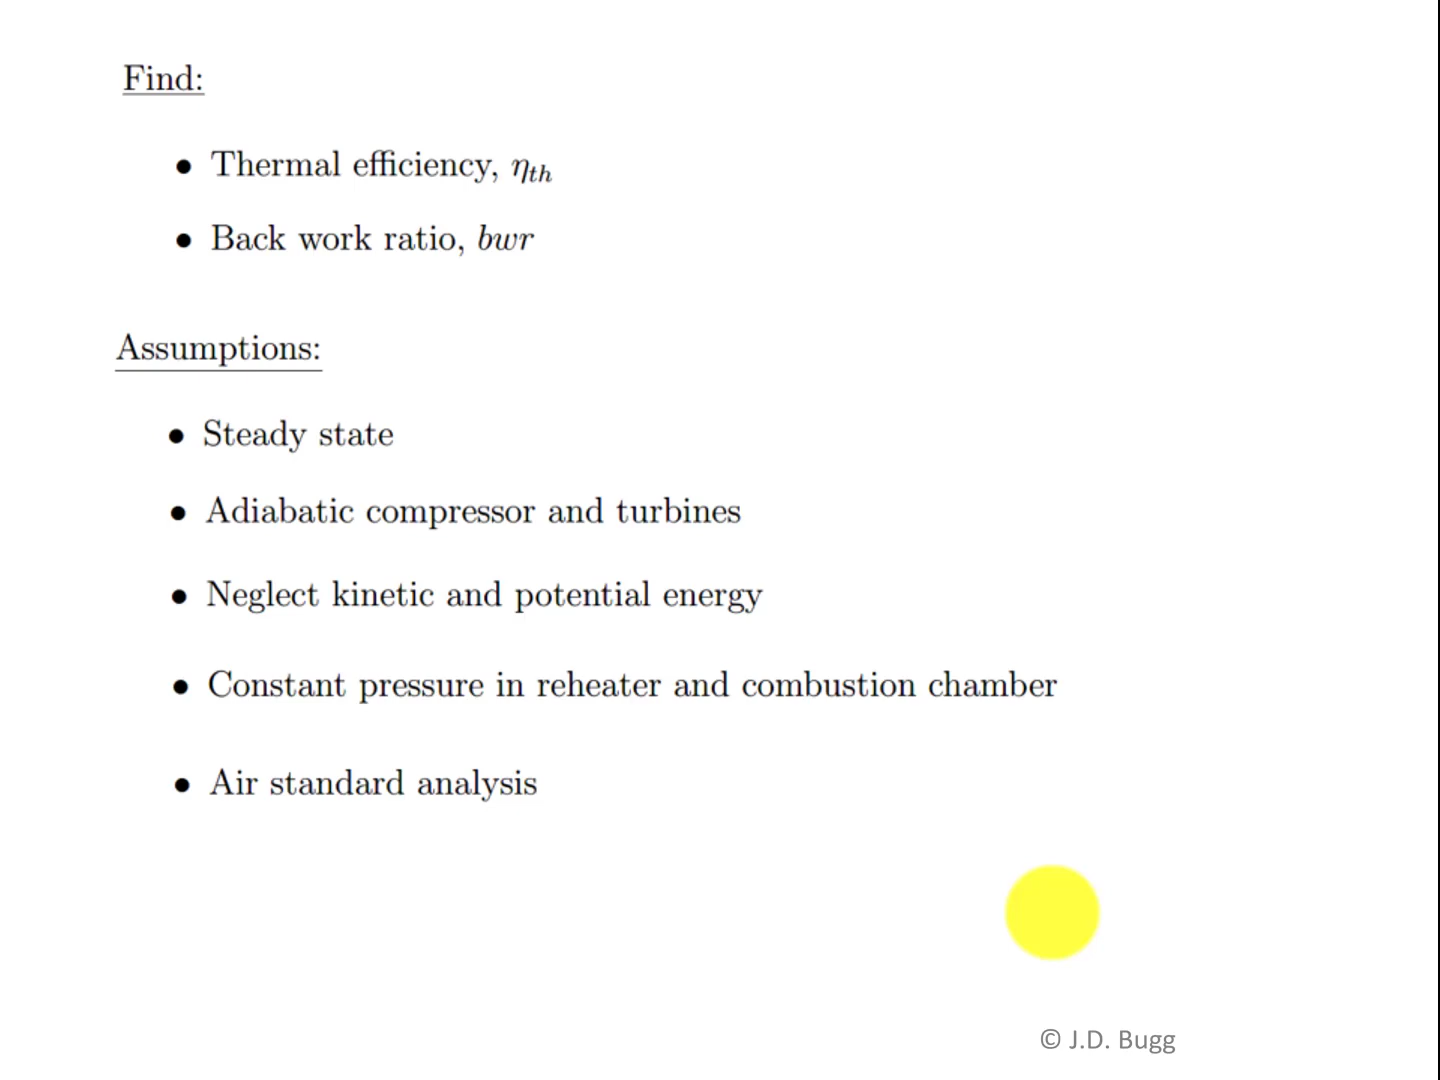 Find:
• Thermal efficiency, η_th
• Back work ratio, bwr
Assumptions:
• Steady state
• Adiabatic compressor and turbines
• Neglect kinetic and potential energy
• Constant pressure in reheater and combustion chamber
• Air standard analysis
© J.D. Bugg